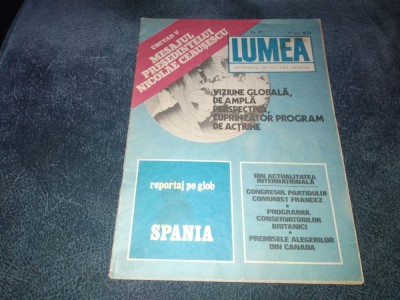 UNCTAD V
MESAJUL
PREȘEDINTELUI
NICOLAE CEAUȘESCU
LUMEA
VIZIUNE GLOBALĂ,
DE AMPLĂ
PERSPECTIVĂ,
CUPRINZĂTOR PROGRAM
DE ACȚIUNE
reportaj pe glob
SPANIA
DIN ACTUALITATEA
INTERNAȚIONALĂ
CONGRESUL PARTIDULUI
COMUNIST FRANCEZ
•
PROGRAMUL
CONSERVATORILOR
BRITANICI
•
PREMISELE ALEGERILOR
DIN CANADA